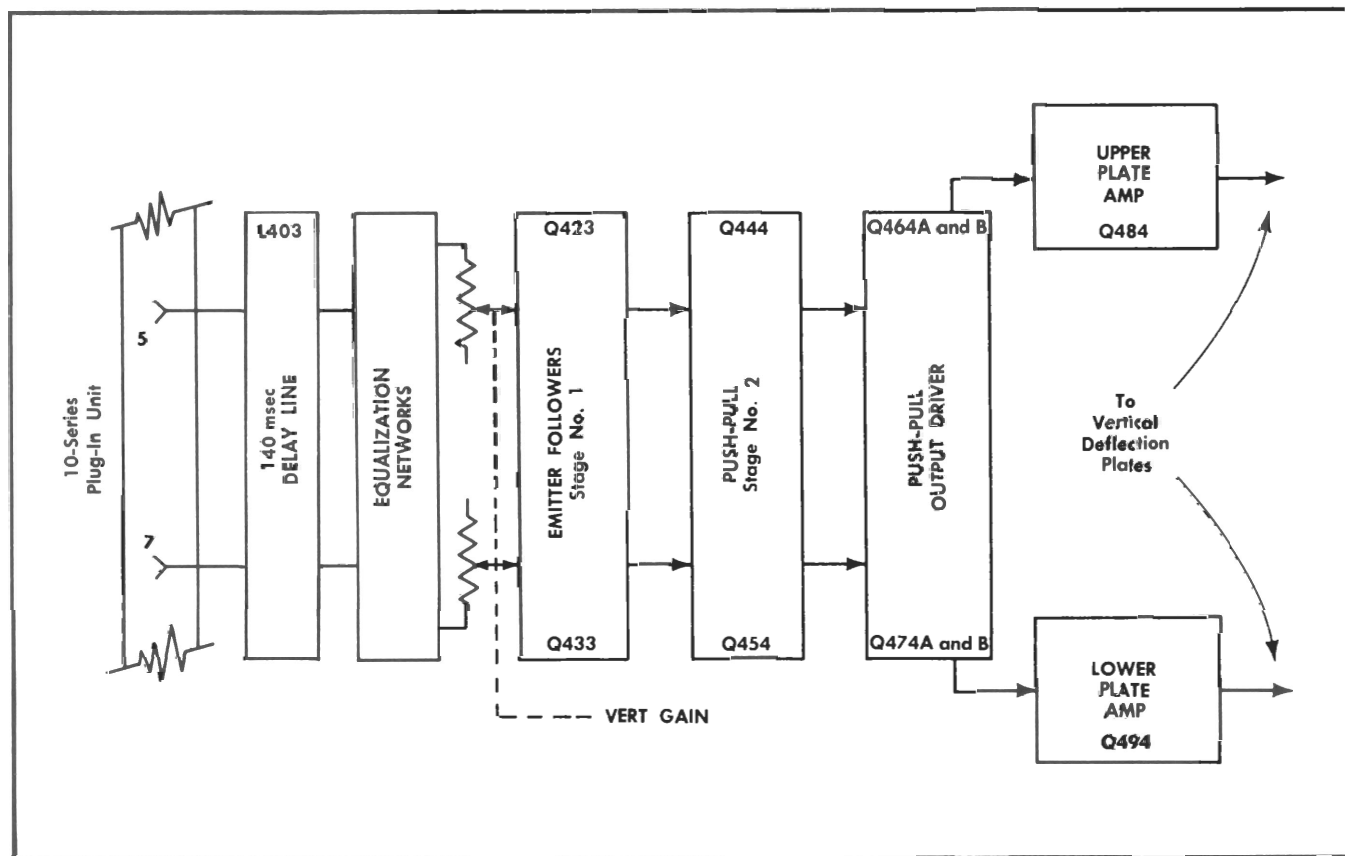 10-Series
Plug-In Unit
5
7
L403
140 msec
DELAY LINE
EQUALIZATION
NETWORKS
VERT GAIN
Q423
EMITTER FOLLOWERS
Stage No. 1
Q433
Q444
PUSH-PULL
Stage No. 2
Q454
Q464A and B
PUSH-PULL
OUTPUT DRIVER
Q474A and B
UPPER
PLATE
AMP
Q484
To
Vertical
Deflection
Plates
LOWER
PLATE
AMP
Q494